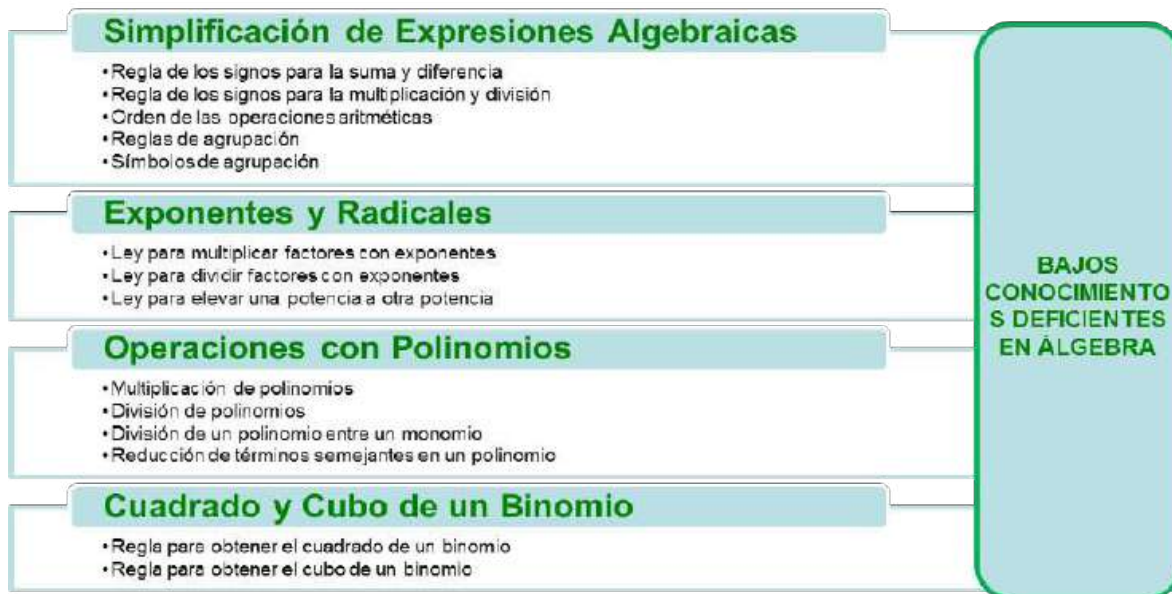 Simplificación de Expresiones Algebraicas
•Regla de los signos para la suma y diferencia
•Regla de los signos para la multiplicación y división
•Orden de las operaciones aritméticas
•Reglas de agrupación
•Símbolos de agrupación
Exponentes y Radicales
•Ley para multiplicar factores con exponentes
•Ley para dividir factores con exponentes
•Ley para elevar una potencia a otra potencia
Operaciones con Polinomios
•Multiplicación de polinomios
•División de polinomios
•División de un polinomio entre un monomio
•Reducción de términos semejantes en un polinomio
Cuadrado y Cubo de un Binomio
•Regla para obtener el cuadrado de un binomio
•Regla para obtener el cubo de un binomio
BAJOS
CONOCIMIENTO
S DEFICIENTES
EN ÁLGEBRA